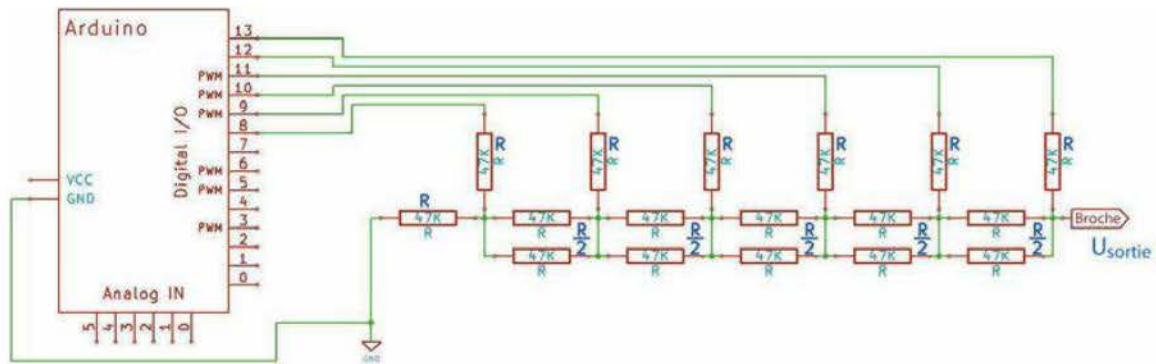 Arduino
13
12
PWM 11
PWM 10
PWM 9
8
7
PWM 6
PWM 5
4
PWM 3
2
1
0
Digital I/O
VCC
GND
Analog IN
5 4 3 2 1 0
R R R R R R
47K 47K 47K 47K 47K 47K
R R R R R R
R
47K 47K 47K 47K 47K 47K
R R R R R R
R/2 R/2 R/2 R/2 R/2
47K 47K 47K 47K 47K
R R R R R
Broche
Usortie
GND